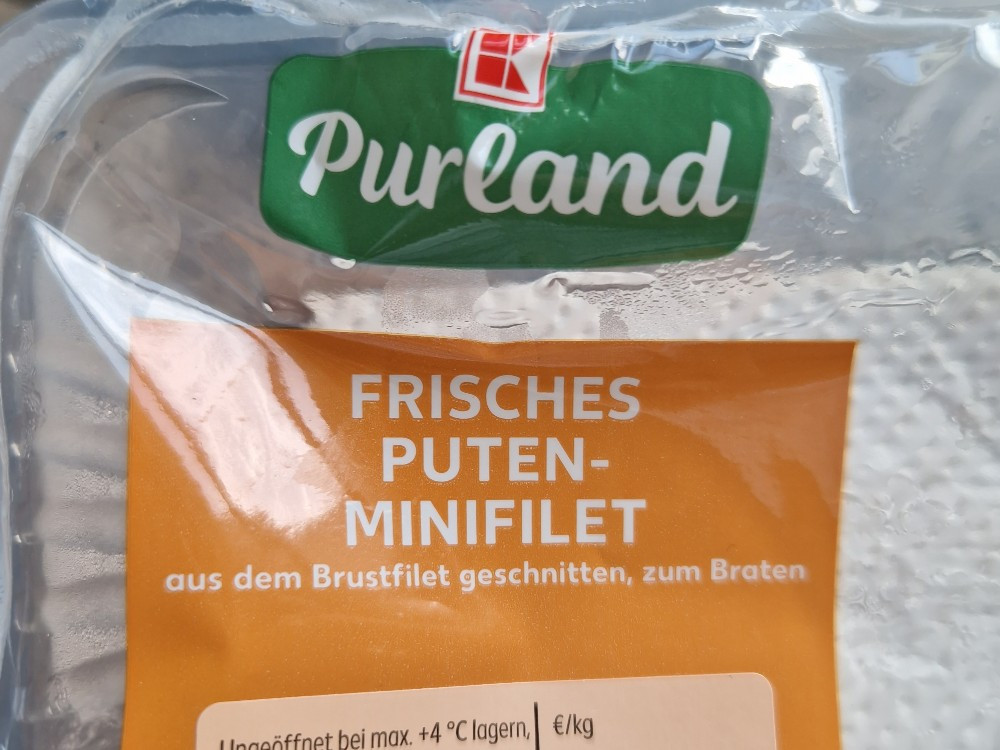 K
Purland
FRISCHES
PUTEN-
MINIFILET
aus dem Brustfilet geschnitten, zum Braten
Ungeöffnet bei max. +4 °C lagern, €/kg